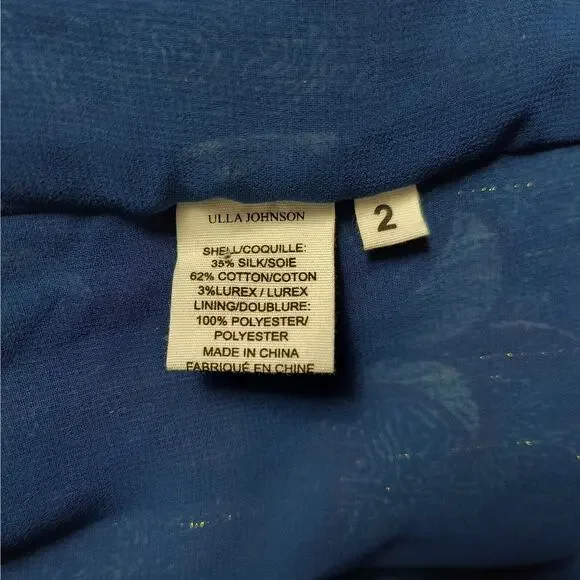 ULLA JOHNSON
2
SHELL/COQUILLE:
35% SILK/SOIE
62% COTTON/COTON
3%LUREX / LUREX
LINING/DOUBLURE:
100% POLYESTER/
POLYESTER
MADE IN CHINA
FABRIQUÉ EN CHINE